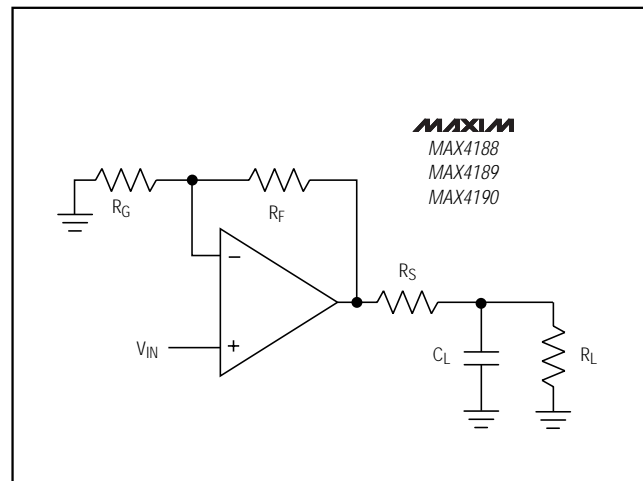 MAXIM
MAX4188
MAX4189
MAX4190
RG
RF
−
RS
VIN
+
CL
RL